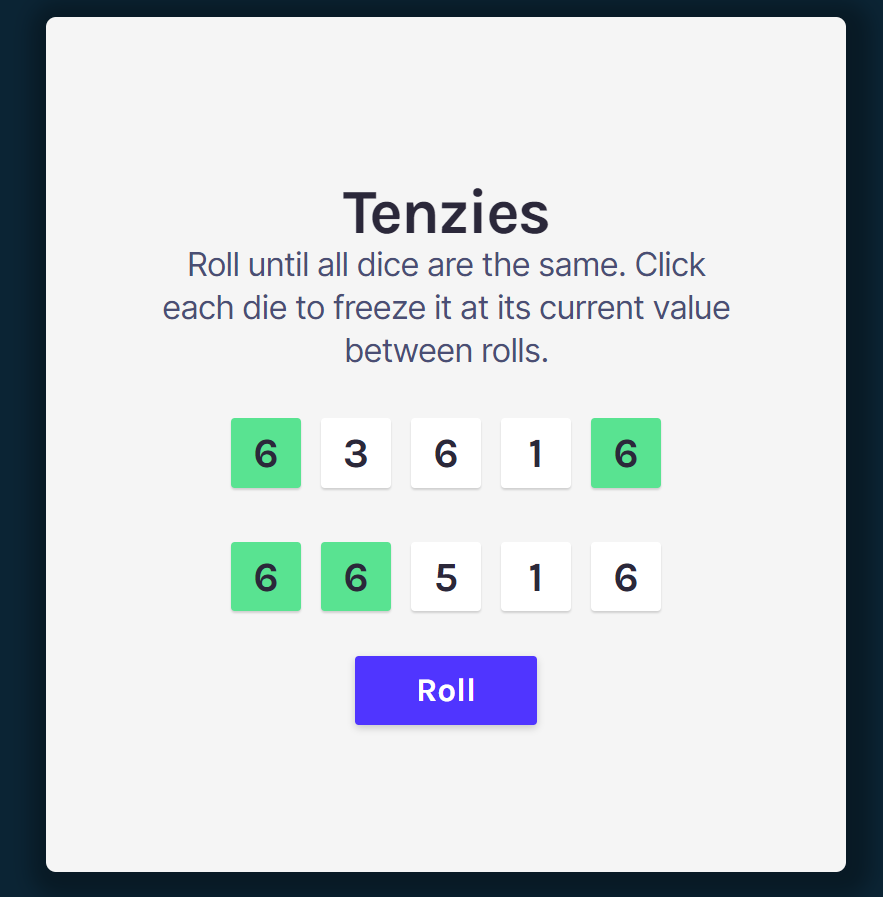 Tenzies
Roll until all dice are the same. Click
each die to freeze it at its current value
between rolls.
6 3 6 1 6
6 6 5 1 6
Roll